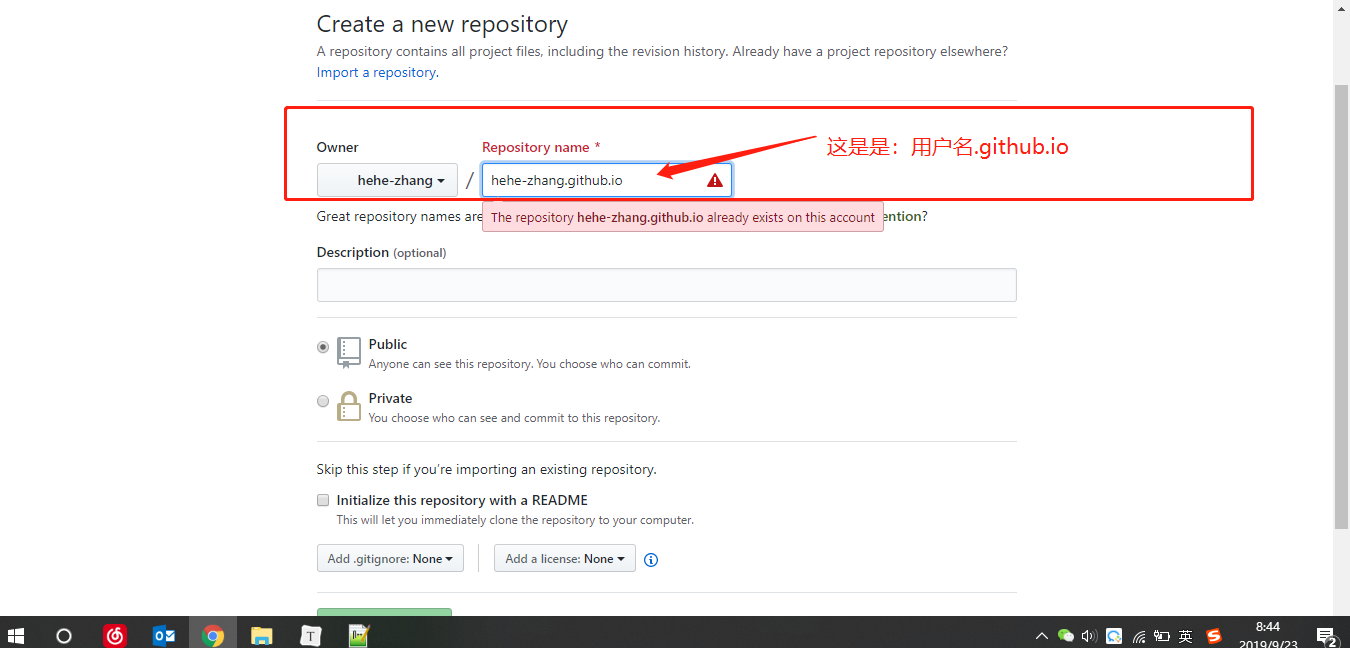 Create a new repository
A repository contains all project files, including the revision history. Already have a project repository elsewhere?
Import a repository.
Owner
Repository name *
这是是：用户名.github.io
hehe-zhang
/
hehe-zhang.github.io
Great repository names are
The repository hehe-zhang.github.io already exists on this account
ention?
Description (optional)
Public
Anyone can see this repository. You choose who can commit.
Private
You choose who can see and commit to this repository.
Skip this step if you’re importing an existing repository.
Initialize this repository with a README
This will let you immediately clone the repository to your computer.
Add .gitignore: None
Add a license: None
英
8:44
2019/9/23
2